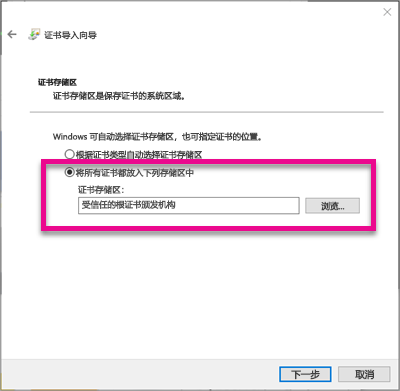 证书导入向导
证书存储区
证书存储区是保存证书的系统区域。
Windows 可自动选择证书存储区，也可指定证书的位置。
根据证书类型自动选择证书存储区
将所有证书都放入下列存储区中
证书存储区：
受信任的根证书颁发机构
浏览...
下一步
取消